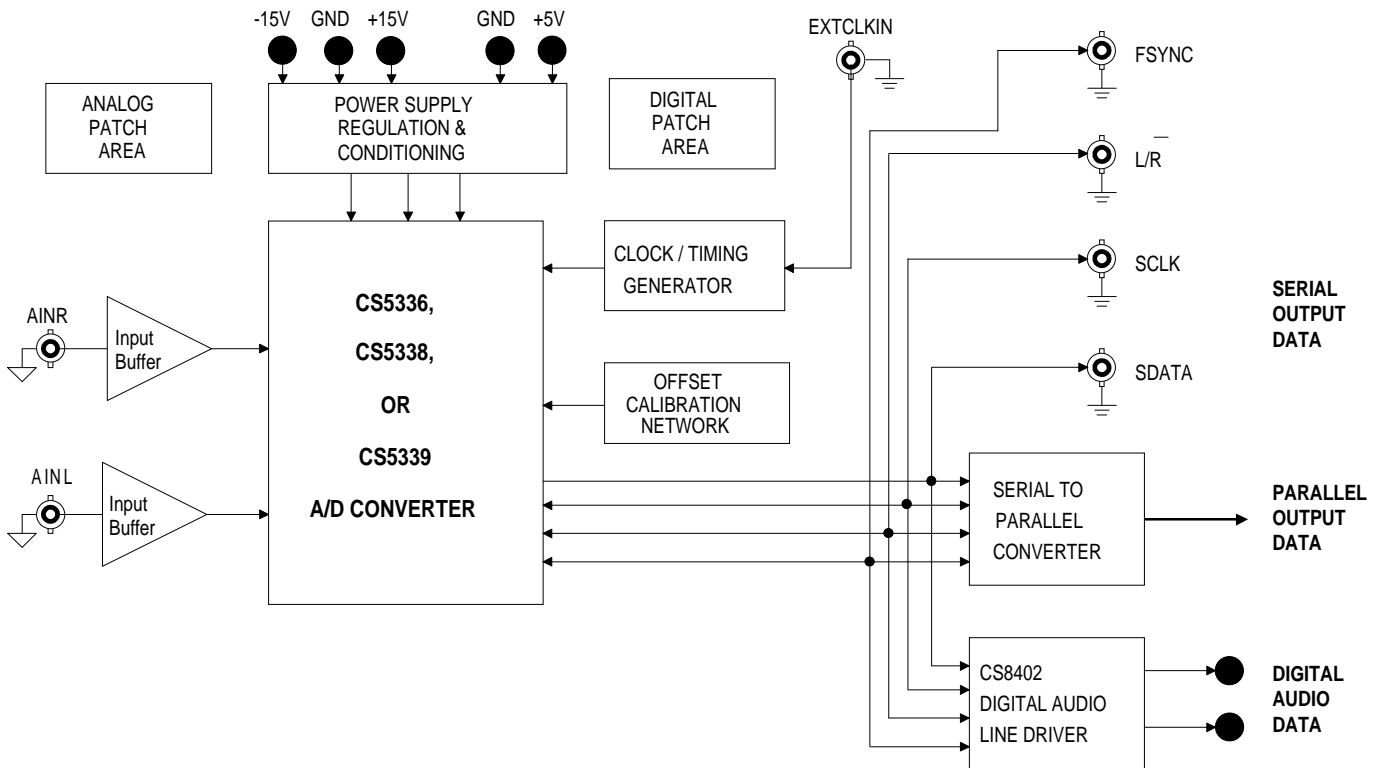 -15V GND +15V GND +5V
EXTCLKIN
FSYNC
ANALOG
PATCH
AREA
POWER SUPPLY
REGULATION &
CONDITIONING
DIGITAL
PATCH
AREA
L/R̅
CLOCK / TIMING
GENERATOR
SCLK
SERIAL
OUTPUT
DATA
AINR
Input
Buffer
CS5336,
CS5338,
OR
CS5339
A/D CONVERTER
OFFSET
CALIBRATION
NETWORK
SDATA
AINL
Input
Buffer
SERIAL TO
PARALLEL
CONVERTER
PARALLEL
OUTPUT
DATA
CS8402
DIGITAL AUDIO
LINE DRIVER
DIGITAL
AUDIO
DATA